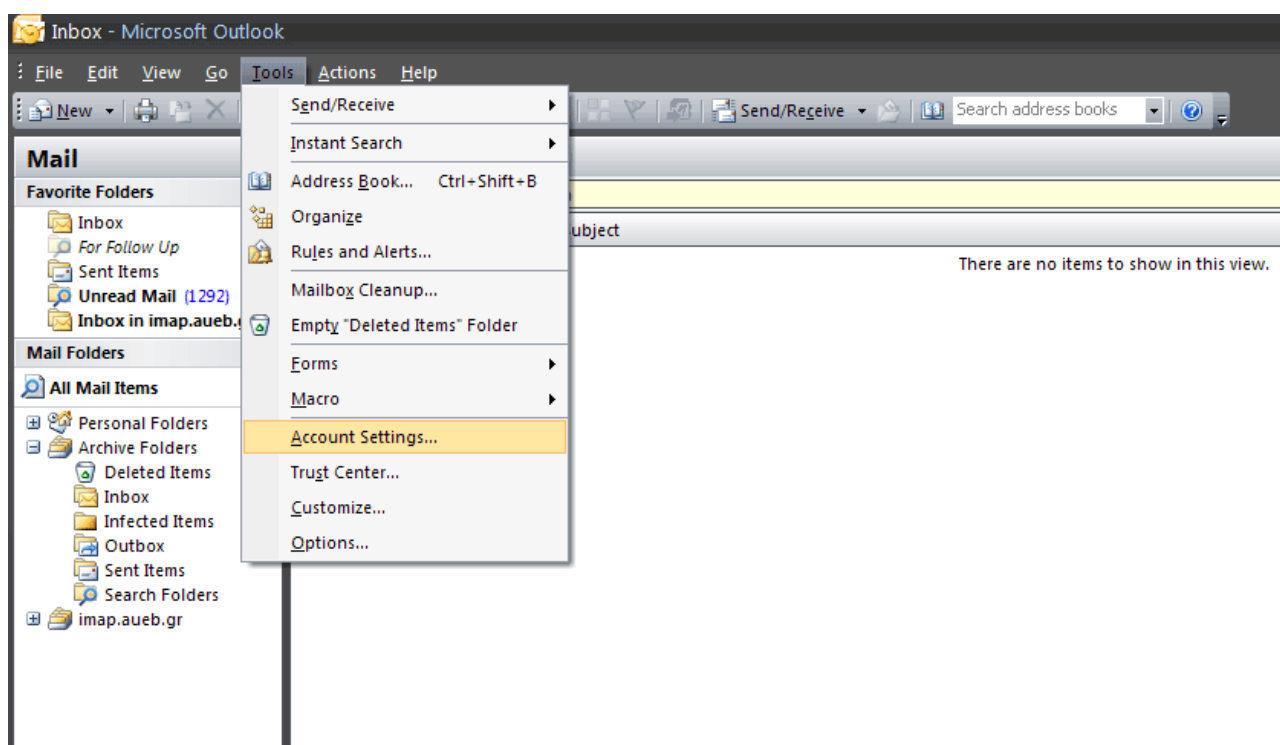 Inbox - Microsoft Outlook
File Edit View Go Tools Actions Help
New Send/Receive Search address books
Send/Receive
Instant Search
Address Book... Ctrl+Shift+B
Organize
Rules and Alerts...
Mailbox Cleanup...
Empty "Deleted Items" Folder
Forms
Macro
Account Settings...
Trust Center...
Customize...
Options...
Mail
Favorite Folders
Inbox
For Follow Up
Sent Items
Unread Mail (1292)
Inbox in imap.aueb.
Mail Folders
All Mail Items
Personal Folders
Archive Folders
Deleted Items
Inbox
Infected Items
Outbox
Sent Items
Search Folders
imap.aueb.gr
ubject
There are no items to show in this view.